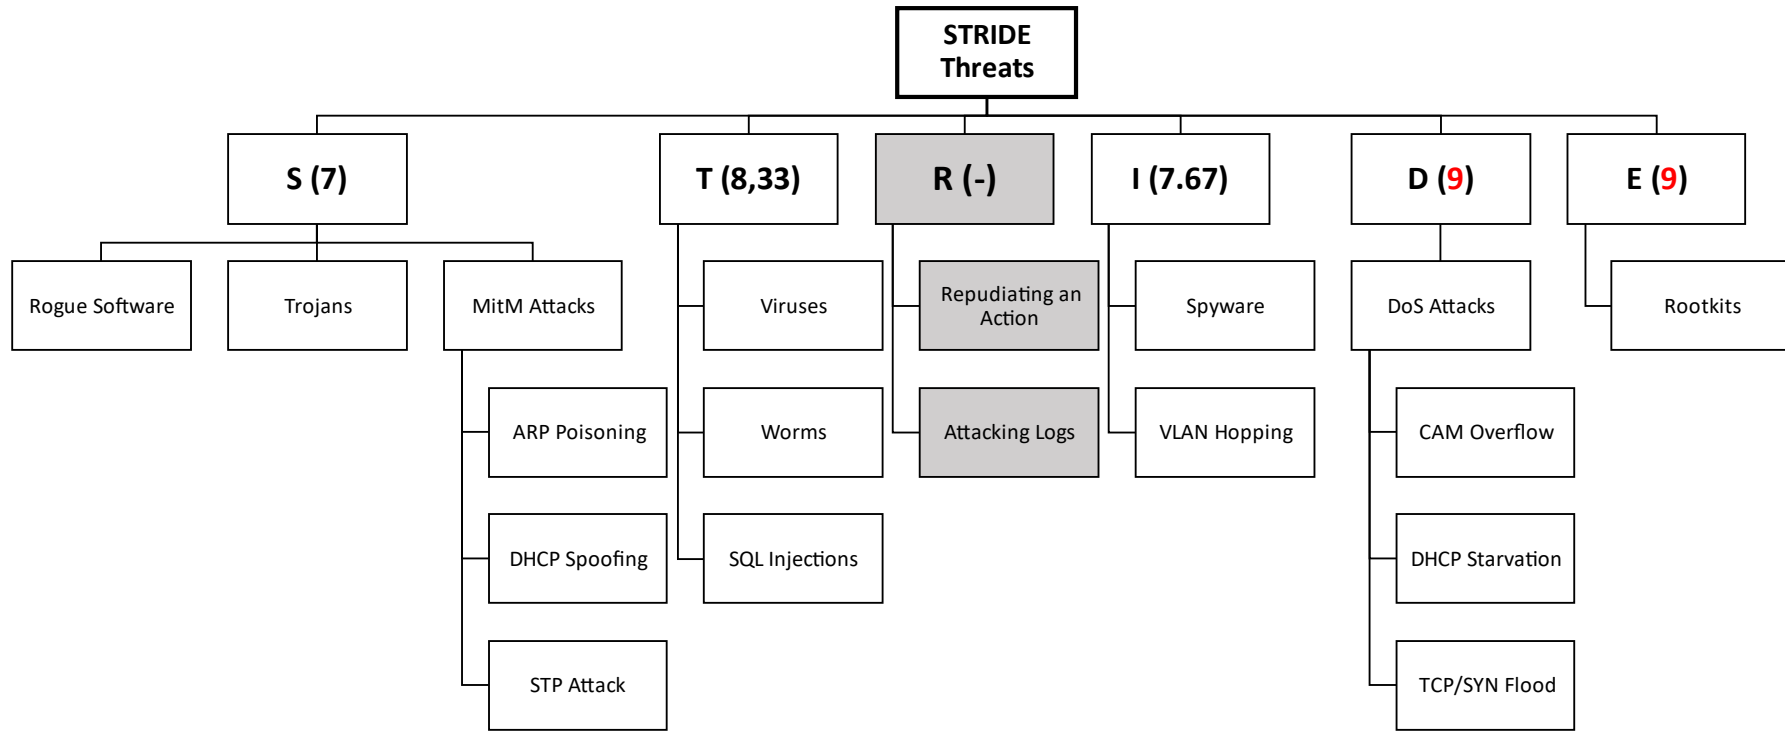 STRIDE
Threats
S (7)
T (8,33)
R (-)
I (7.67)
D (9)
E (9)
Rogue Software
Trojans
MitM Attacks
Viruses
Repudiating an
Action
Spyware
DoS Attacks
Rootkits
ARP Poisoning
Worms
Attacking Logs
VLAN Hopping
CAM Overflow
DHCP Spoofing
SQL Injections
DHCP Starvation
STP Attack
TCP/SYN Flood